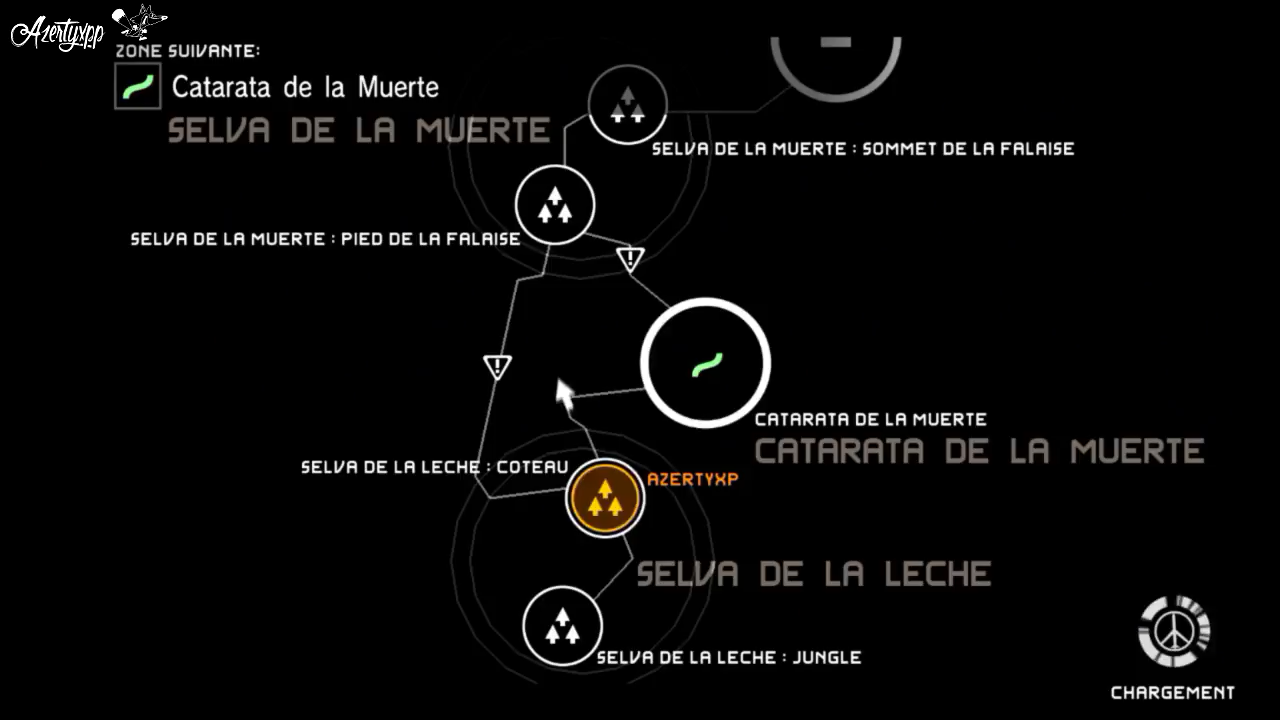 Azertyxpp
ZONE SUIVANTE:
Catarata de la Muerte
SELVA DE LA MUERTE
SELVA DE LA MUERTE : SOMMET DE LA FALAISE
SELVA DE LA MUERTE : PIED DE LA FALAISE
CATARATA DE LA MUERTE
CATARATA DE LA MUERTE
SELVA DE LA LECHE : COTEAU
AZERTYXP
SELVA DE LA LECHE
SELVA DE LA LECHE : JUNGLE
CHARGEMENT